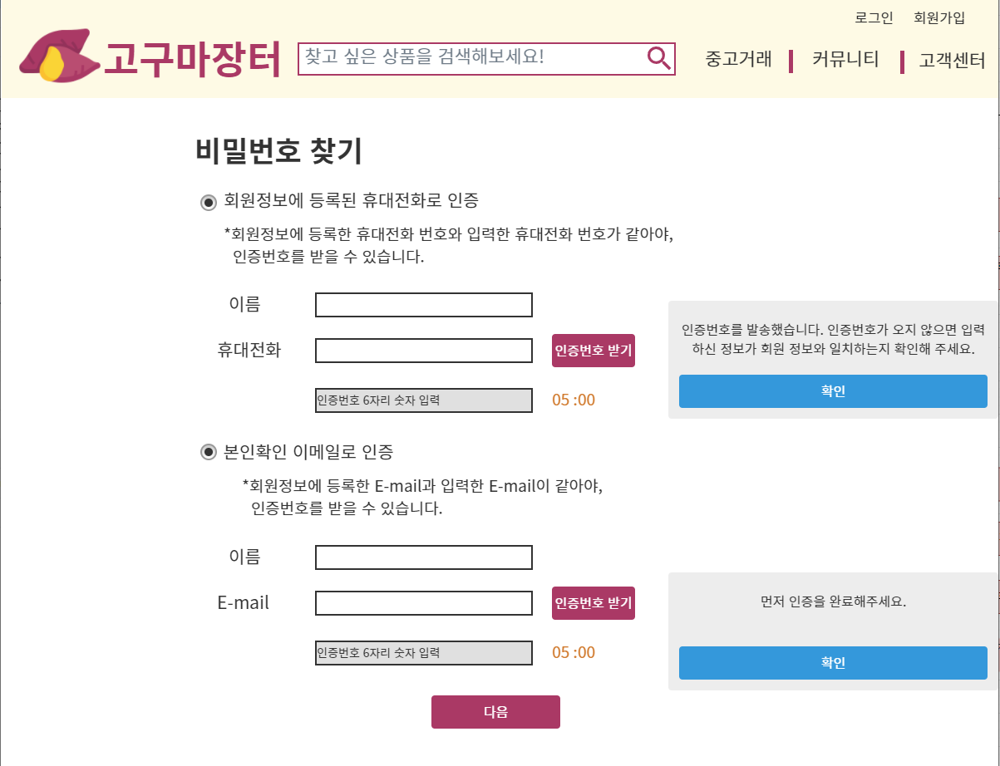 로그인 회원가입
고구마장터
찾고 싶은 상품을 검색해보세요!
중고거래 커뮤니티 고객센터
비밀번호 찾기
회원정보에 등록된 휴대전화로 인증
*회원정보에 등록한 휴대전화 번호와 입력한 휴대전화 번호가 같아야,
인증번호를 받을 수 있습니다.
이름
휴대전화
인증번호 받기
인증번호 6자리 숫자 입력
05 :00
인증번호를 발송했습니다. 인증번호가 오지 않으면 입력
하신 정보가 회원 정보와 일치하는지 확인해 주세요.
확인
본인확인 이메일로 인증
*회원정보에 등록한 E-mail과 입력한 E-mail이 같아야,
인증번호를 받을 수 있습니다.
이름
E-mail
인증번호 받기
인증번호 6자리 숫자 입력
05 :00
먼저 인증을 완료해주세요.
확인
다음